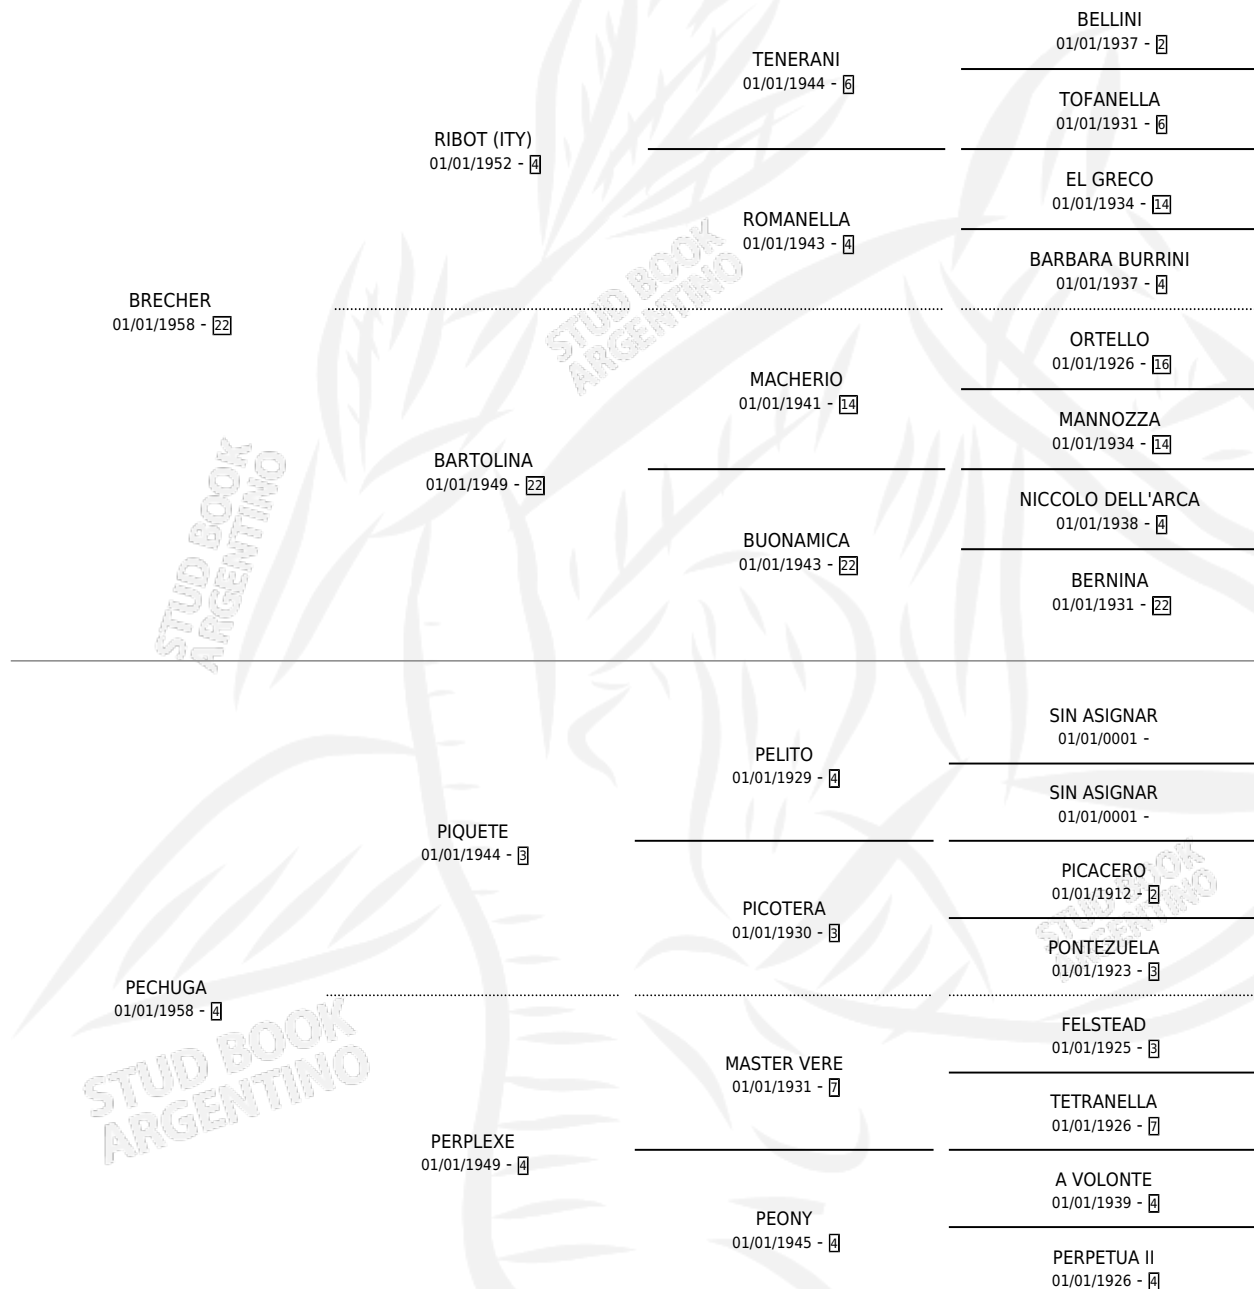 BELLINI
01/01/1937 - 2
TENERANI
01/01/1944 - 6
TOFANELLA
01/01/1931 - 6
RIBOT (ITY)
01/01/1952 - 4
EL GRECO
01/01/1934 - 14
ROMANELLA
01/01/1943 - 4
BARBARA BURRINI
01/01/1937 - 4
BRECHER
01/01/1958 - 22
STUD BOOK
ARGENTINO
ORTELLO
01/01/1926 - 16
MACHERIO
01/01/1941 - 14
MANNOZZA
01/01/1934 - 14
BARTOLINA
01/01/1949 - 22
NICCOLO DELL'ARCA
01/01/1938 - 4
BUONAMICA
01/01/1943 - 22
BERNINA
01/01/1931 - 22
STUD BOOK
ARGENTINO
SIN ASIGNAR
01/01/0001 -
PELITO
01/01/1929 - 4
SIN ASIGNAR
01/01/0001 -
PIQUETE
01/01/1944 - 3
PICACERO
01/01/1912 - 2
PICOTERA
01/01/1930 - 3
STUD BOOK
ARGENTINO
PONTEZUELA
01/01/1923 - 3
PECHUGA
01/01/1958 - 4
STUD BOOK
ARGENTINO
FELSTEAD
01/01/1925 - 3
MASTER VERE
01/01/1931 - 7
TETRANELLA
01/01/1926 - 7
PERPLEXE
01/01/1949 - 4
A VOLONTE
01/01/1939 - 4
PEONY
01/01/1945 - 4
PERPETUA II
01/01/1926 - 4